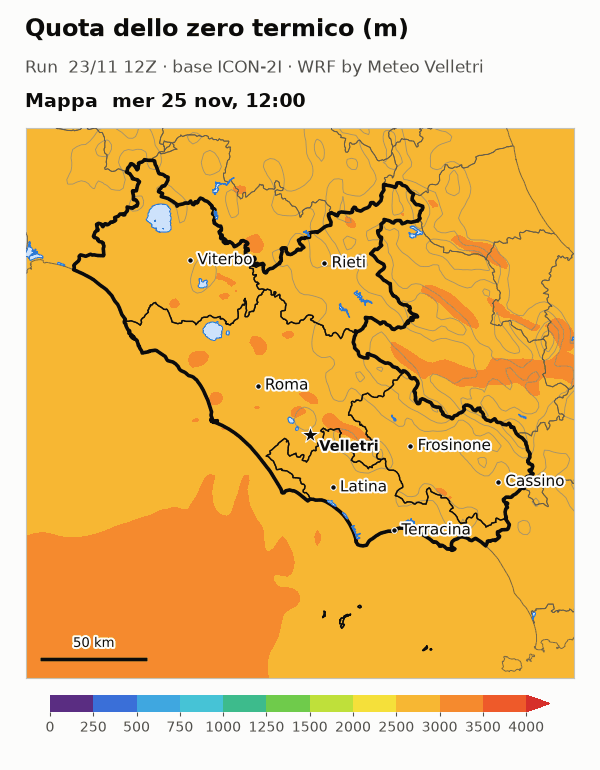 Quota dello zero termico (m)
Run  23/11 12Z · base ICON-2I · WRF by Meteo Velletri
Mappa  mer 25 nov, 12:00
Viterbo
Rieti
Roma
Velletri
Frosinone
Latina
Cassino
Terracina
50 km
0 250 500 750 1000 1250 1500 2000 2500 3000 3500 4000